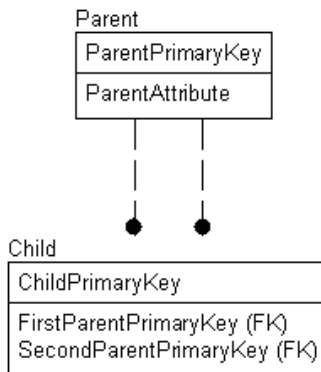 Parent
ParentPrimaryKey
ParentAttribute
Child
ChildPrimaryKey
FirstParentPrimaryKey (FK)
SecondParentPrimaryKey (FK)